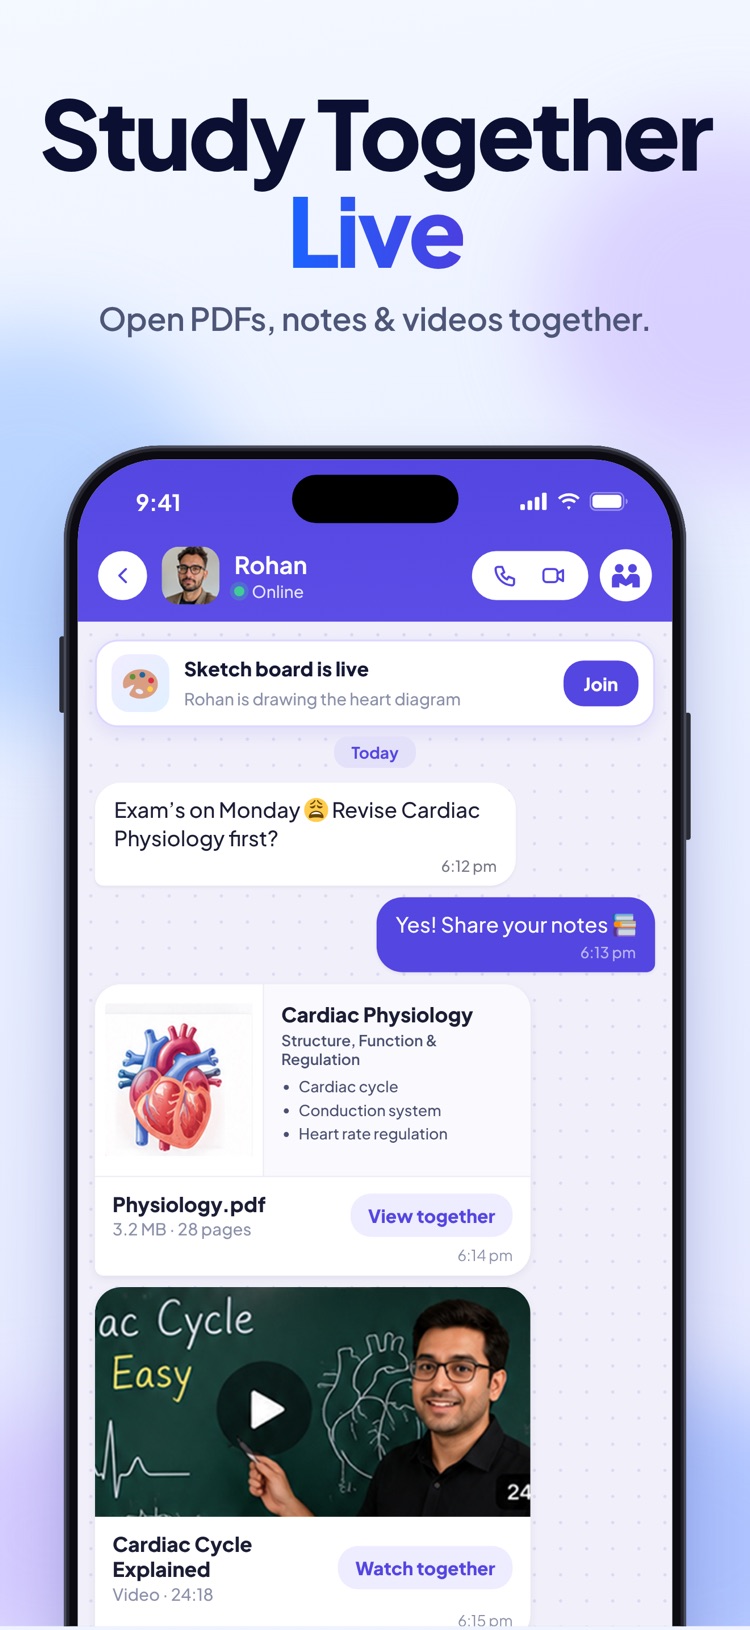 Study Together
Live
Open PDFs, notes & videos together.
9:41
Rohan
Online
Sketch board is live
Rohan is drawing the heart diagram
Join
Today
Exam’s on Monday 😩 Revise Cardiac
Physiology first?
6:12 pm
Yes! Share your notes 📚
6:13 pm
Cardiac Physiology
Structure, Function &
Regulation
• Cardiac cycle
• Conduction system
• Heart rate regulation
Physiology.pdf
3.2 MB · 28 pages
View together
6:14 pm
ac Cycle
Easy
24
Cardiac Cycle
Explained
Video · 24:18
Watch together
6:15 pm